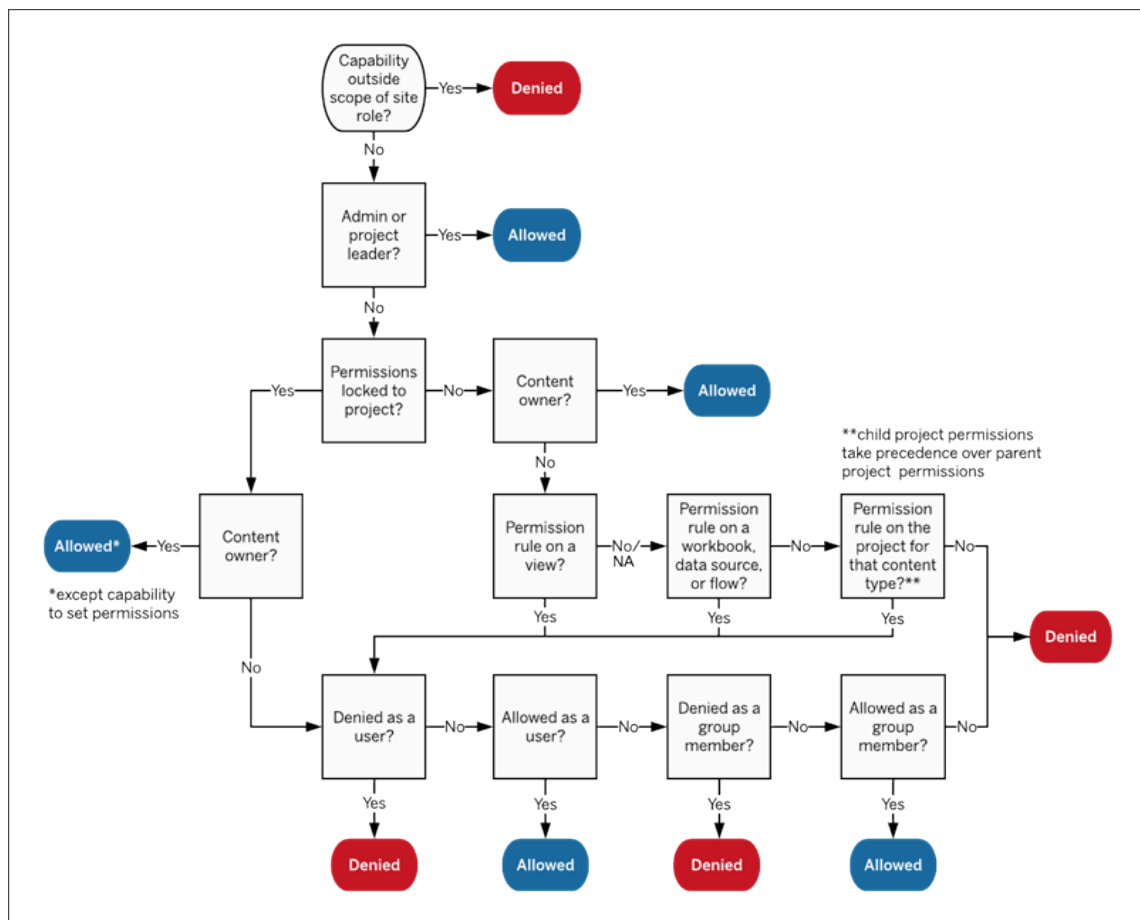 Capability
outside
scope of site
role?
Yes
Denied
No
Admin or
project
leader?
Yes
Allowed
No
Permissions
locked to
project?
Yes
No
Content
owner?
Yes
Allowed
No
**child project permissions
take precedence over parent
project permissions
Content
owner?
Yes
Allowed*
*except capability
to set permissions
No
Permission
rule on a
view?
No/
NA
Yes
Permission
rule on a
workbook,
data source,
or flow?
No
Yes
Permission
rule on the
project for
that content
type?**
No
Yes
Denied
Denied as a
user?
No
Yes
Denied
Allowed as a
user?
No
Yes
Allowed
Denied as a
group
member?
No
Yes
Denied
Allowed as a
group
member?
No
Yes
Allowed